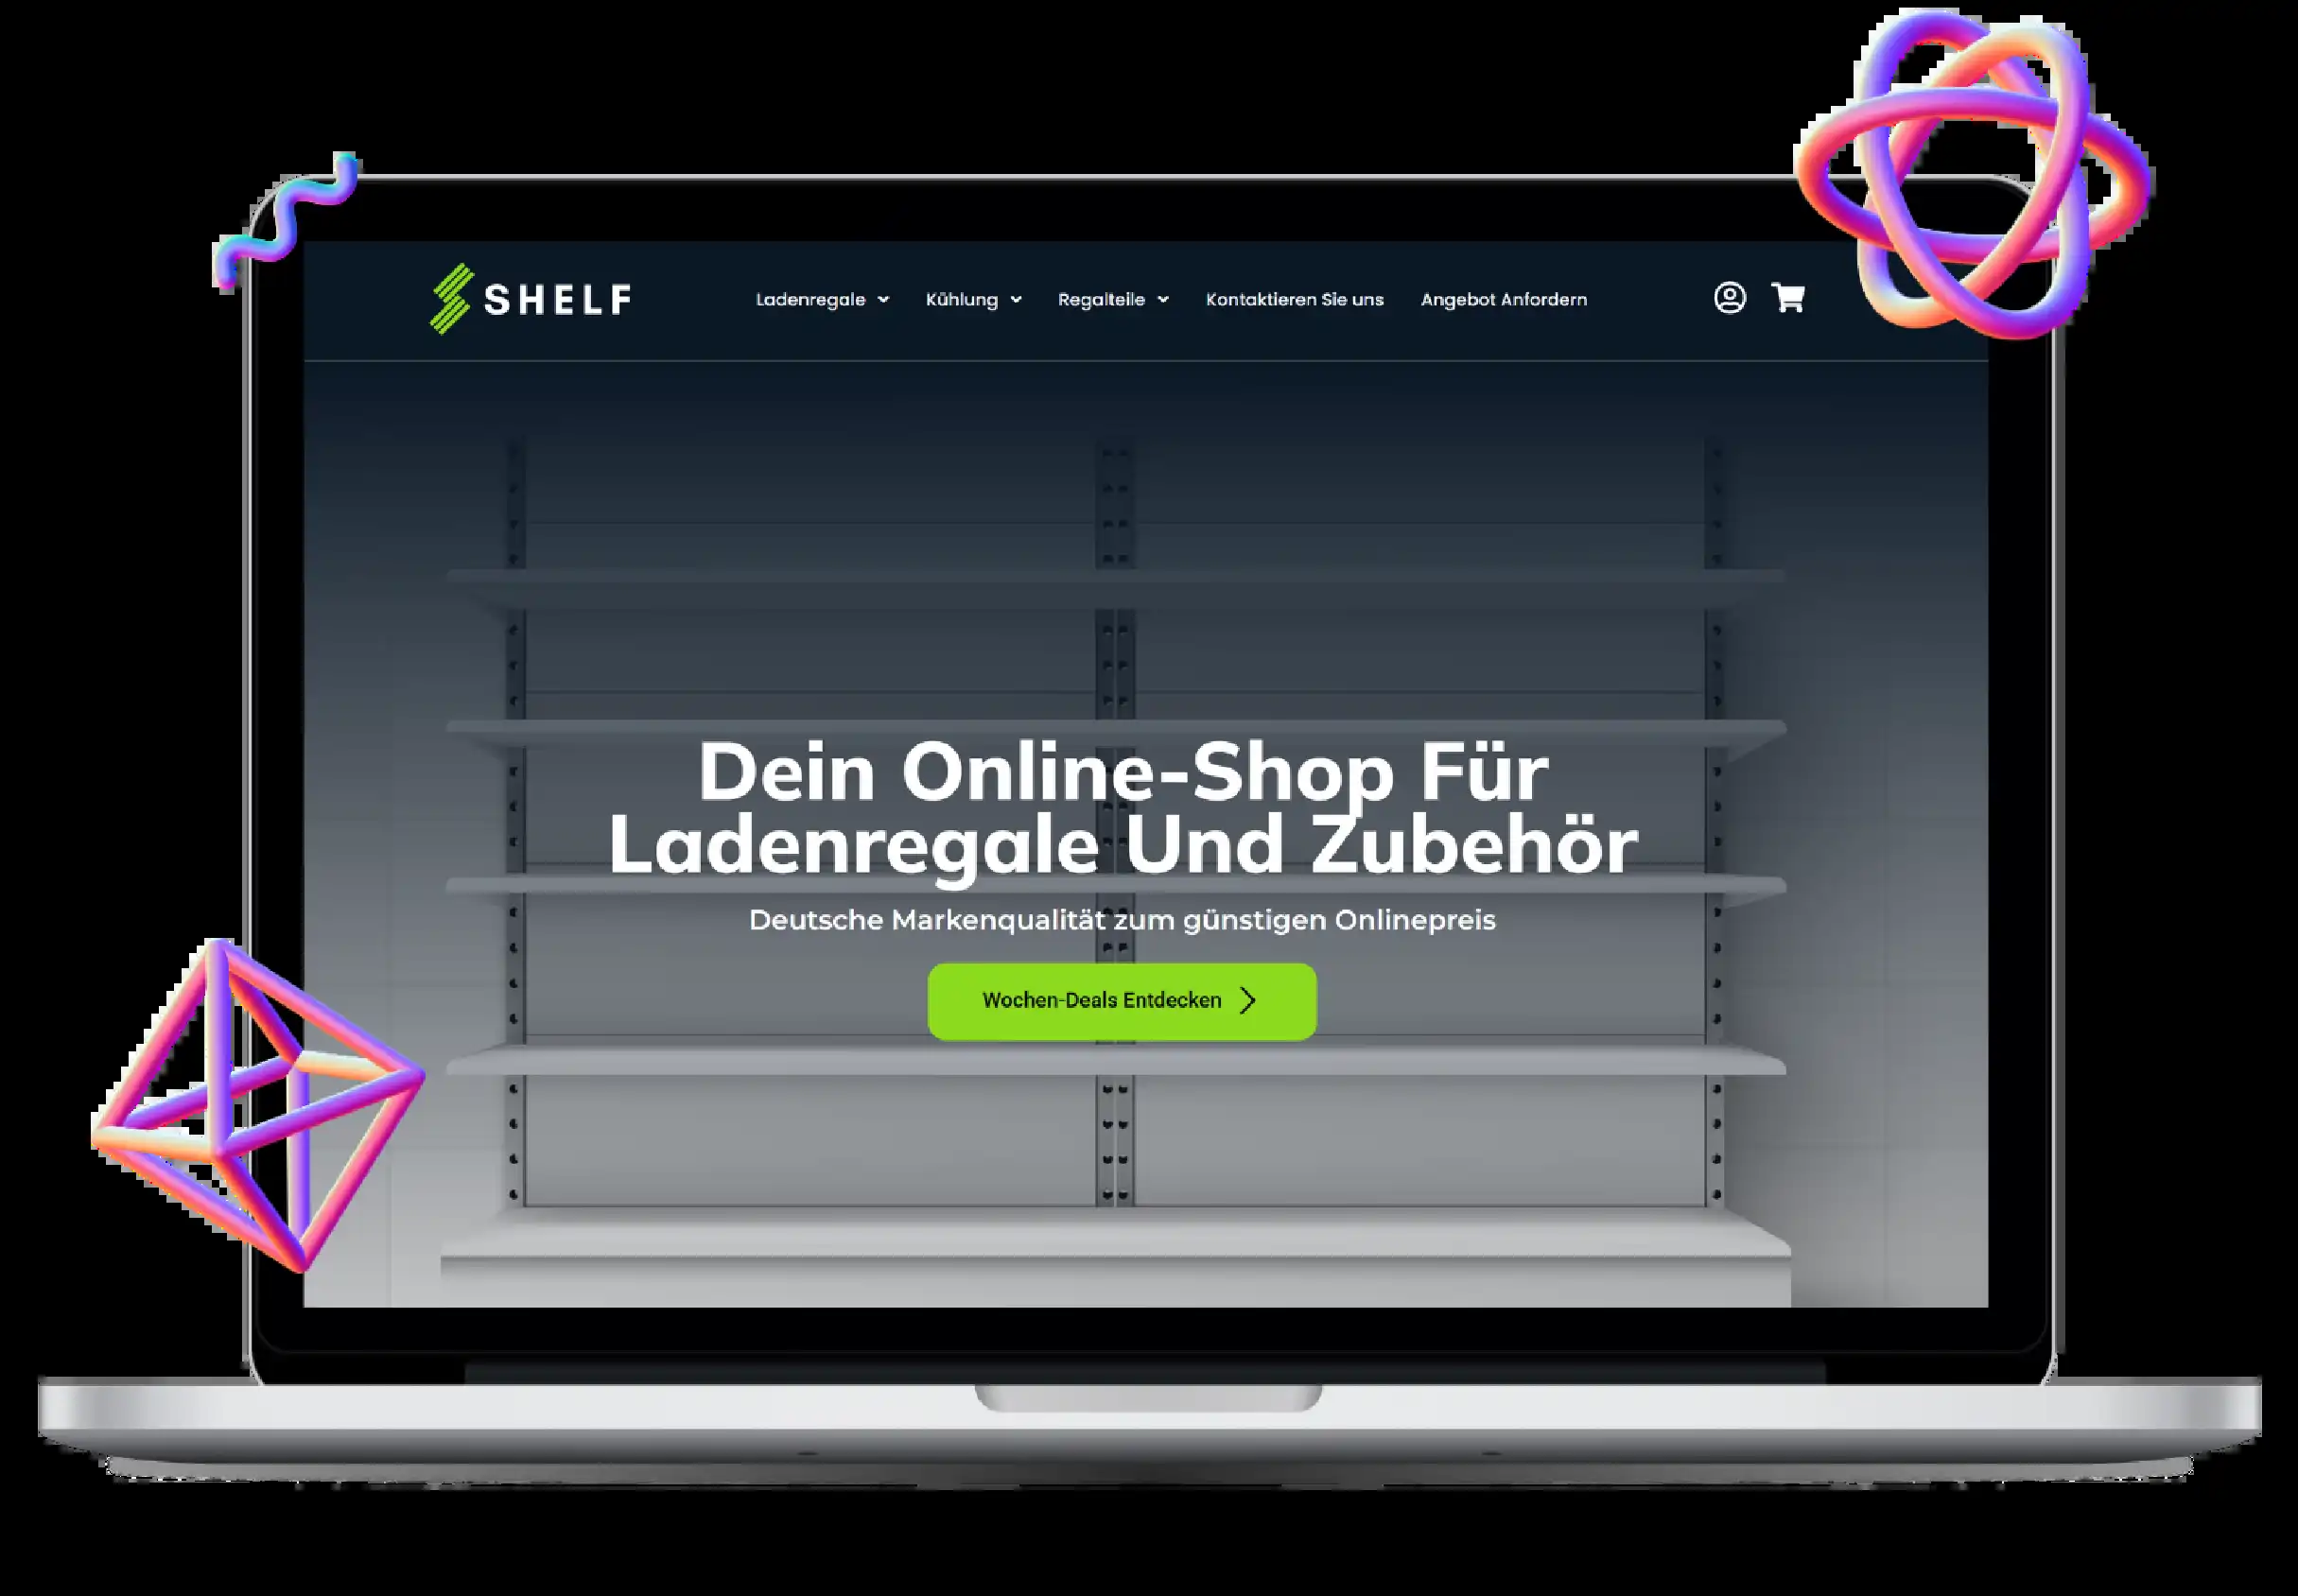 SHELF
Ladenregale
Kühlung
Regalteile
Kontaktieren Sie uns
Angebot Anfordern
Dein Online-Shop Für
Ladenregale Und Zubehör
Deutsche Markenqualität zum günstigen Onlinepreis
Wochen-Deals Entdecken